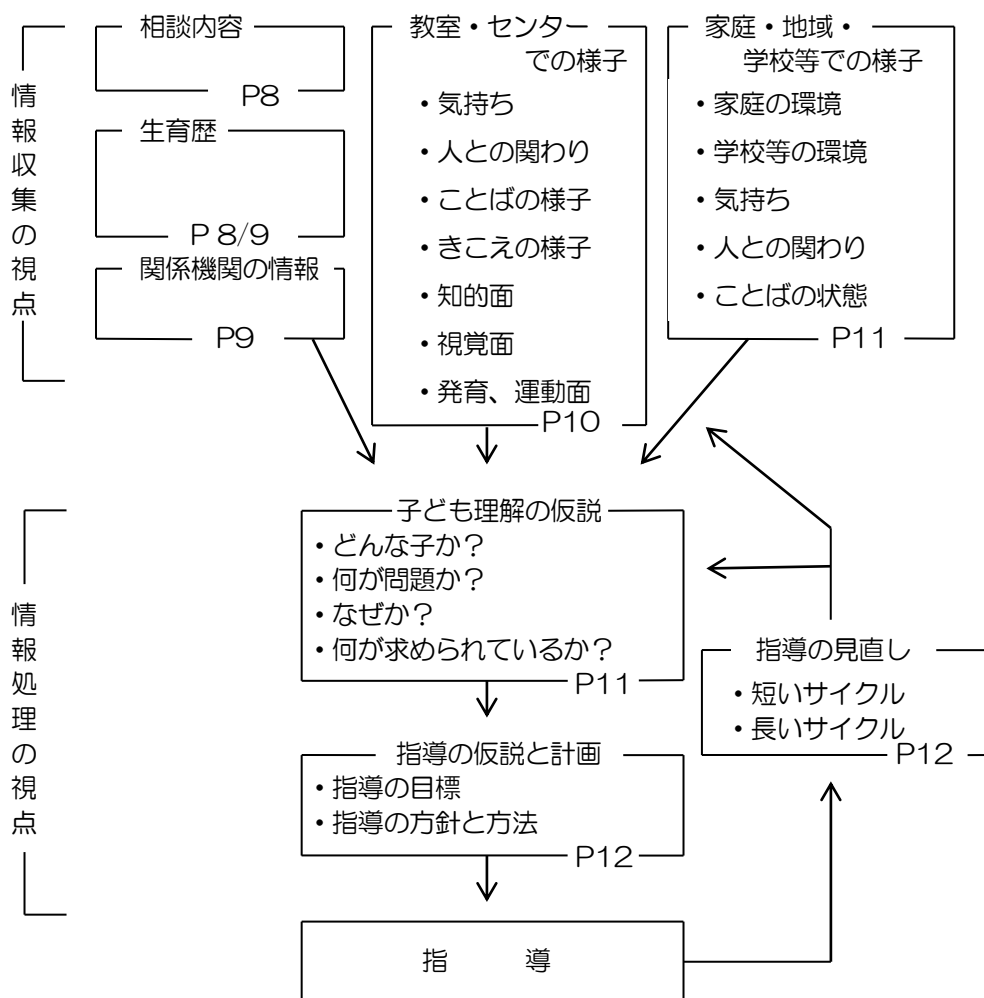 情報収集の視点
相談内容
P8
生育歴
P 8/9
関係機関の情報
P9
教室・センター
での様子
・気持ち
・人との関わり
・ことばの様子
・きこえの様子
・知的面
・視覚面
・発育、運動面
P10
家庭・地域・
学校等での様子
・家庭の環境
・学校等の環境
・気持ち
・人との関わり
・ことばの状態
P11
情報処理の視点
子ども理解の仮説
・どんな子か？
・何が問題か？
・なぜか？
・何が求められているか？
P11
指導の仮説と計画
・指導の目標
・指導の方針と方法
P12
指導
指導の見直し
・短いサイクル
・長いサイクル
P12